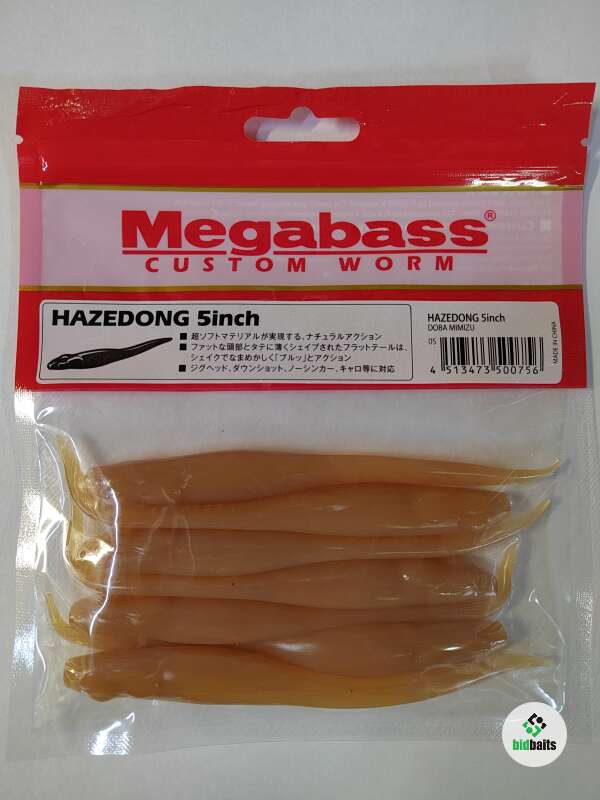 Megabass®
CUSTOM WORM
HAZEDONG 5inch
■ 超ソフトマテリアルが実現する、ナチュラルアクション
■ ファットな頭部とタテに薄くシェイプされたフラットテールは、
シェイクでなまめかしく「ブルッ」とアクション
■ ジグヘッド、ダウンショット、ノーシンカー、キャロ等に対応
HAZEDONG 5inch
DOBA MIMIZU
05
4 513473 500756
MADE IN CHINA
bidbaits